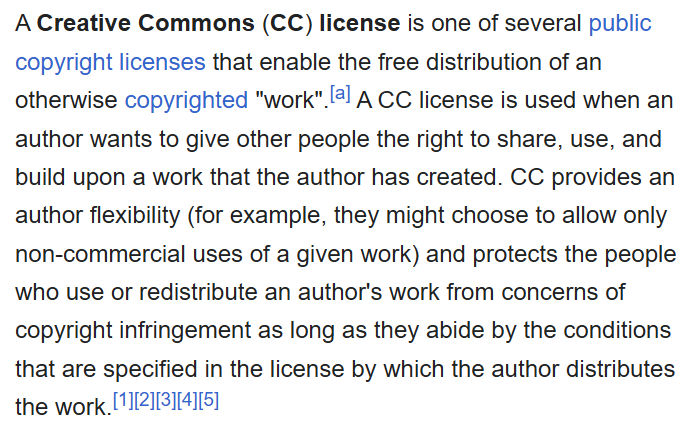 A Creative Commons (CC) license is one of several public
copyright licenses that enable the free distribution of an
otherwise copyrighted "work".[a] A CC license is used when an
author wants to give other people the right to share, use, and
build upon a work that the author has created. CC provides an
author flexibility (for example, they might choose to allow only
non-commercial uses of a given work) and protects the people
who use or redistribute an author's work from concerns of
copyright infringement as long as they abide by the conditions
that are specified in the license by which the author distributes
the work.[1][2][3][4][5]